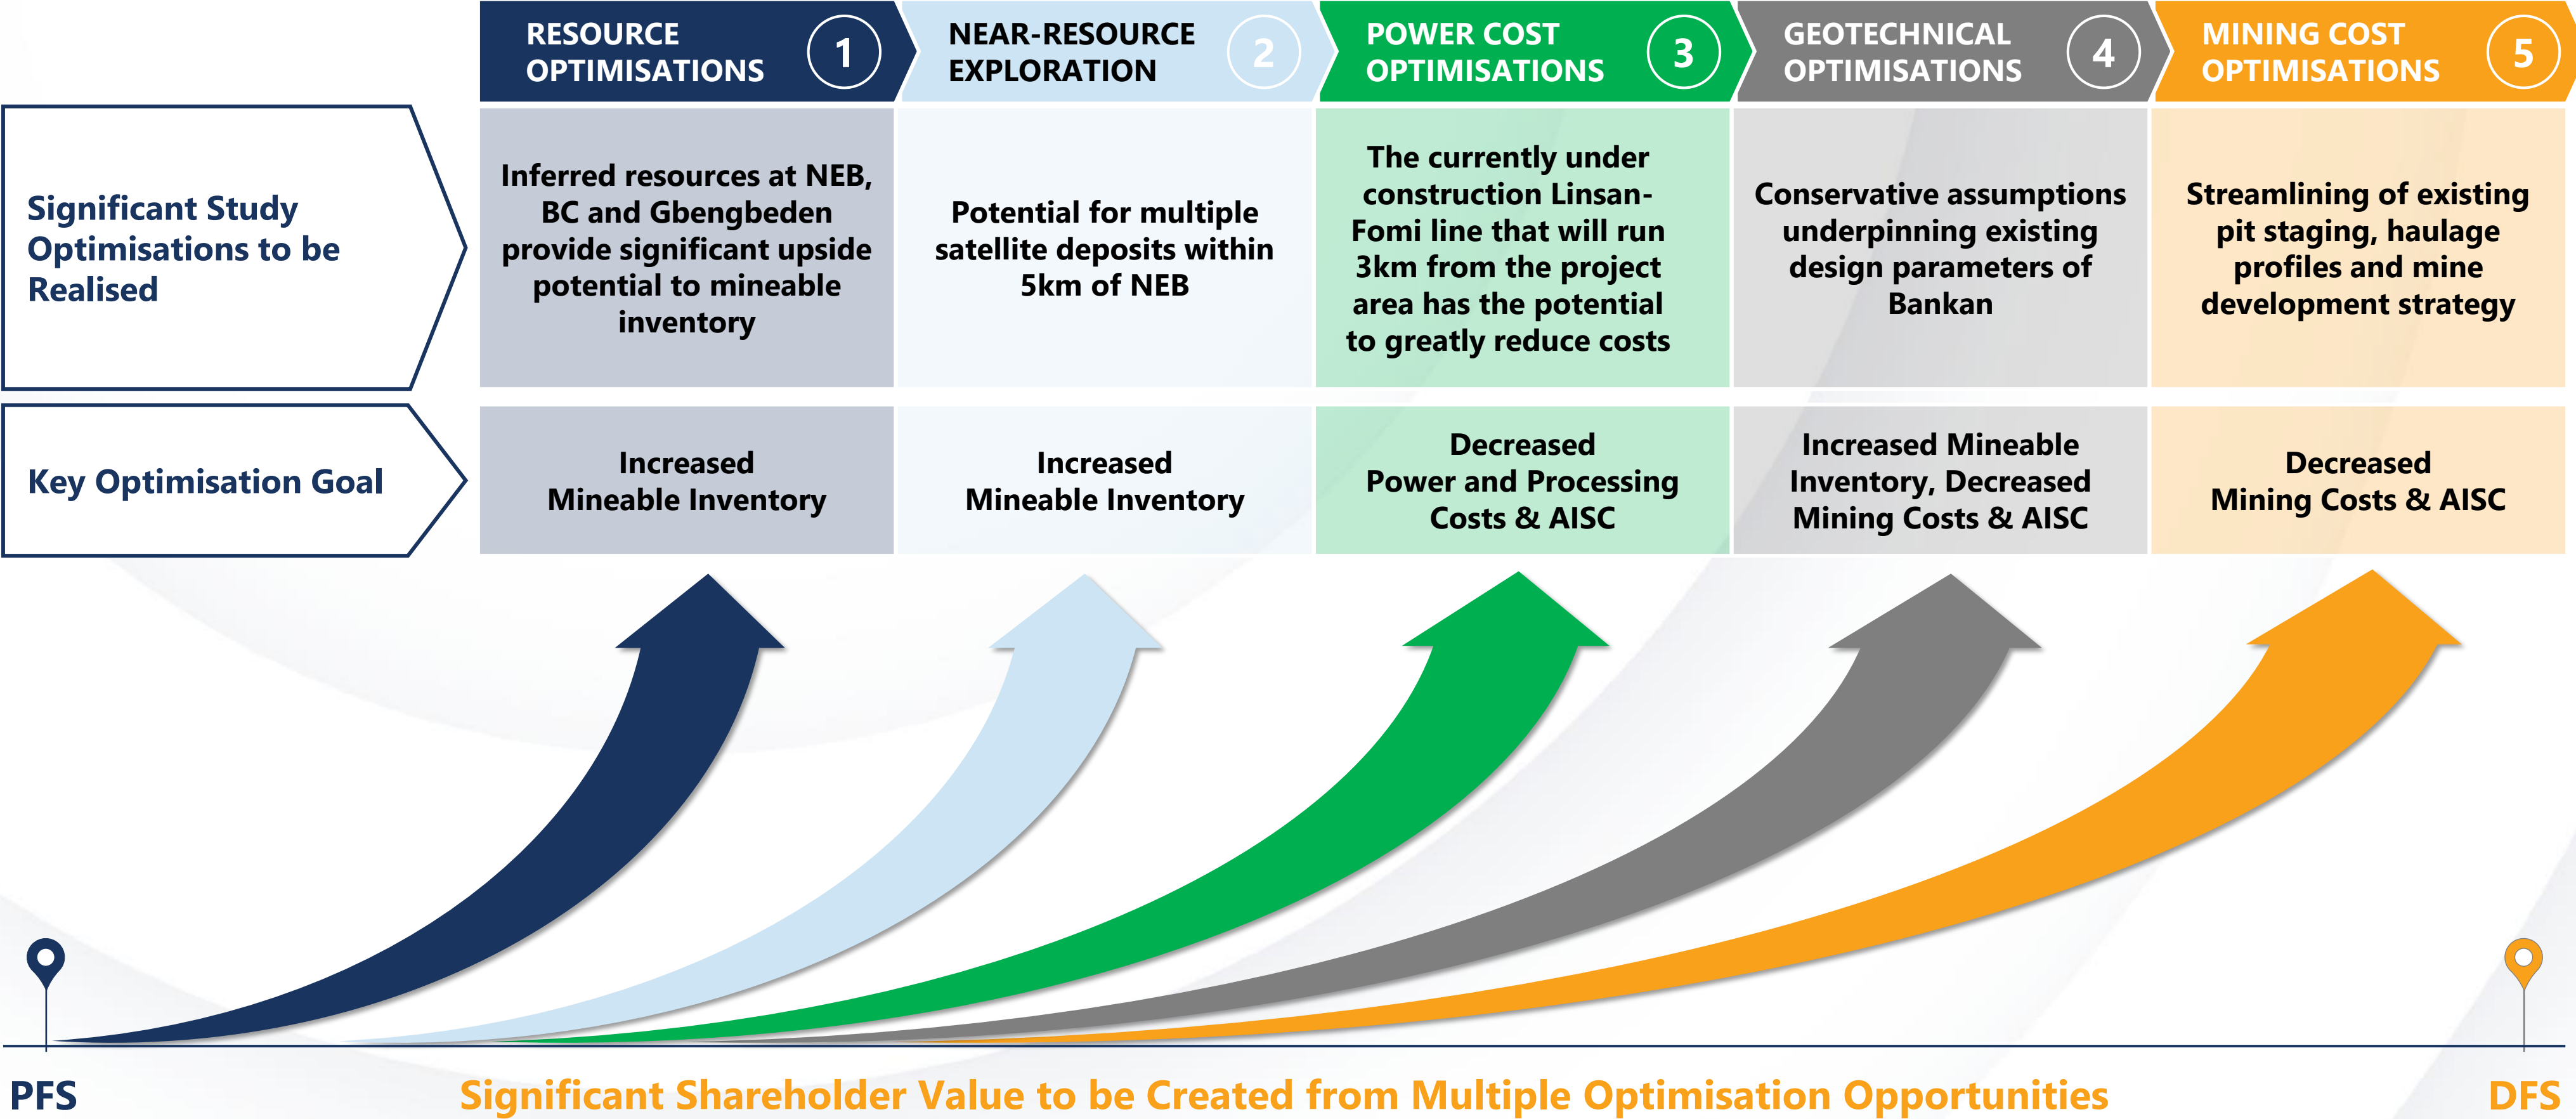 RESOURCE
OPTIMISATIONS
1
NEAR-RESOURCE
EXPLORATION
2
POWER COST
OPTIMISATIONS
3
GEOTECHNICAL
OPTIMISATIONS
4
MINING COST
OPTIMISATIONS
5
Significant Study
Optimisations to be
Realised
Inferred resources at NEB,
BC and Gbengbeden
provide significant upside
potential to mineable
inventory
Potential for multiple
satellite deposits within
5km of NEB
The currently under
construction Linsan-
Fomi line that will run
3km from the project
area has the potential
to greatly reduce costs
Conservative assumptions
underpinning existing
design parameters of
Bankan
Streamlining of existing
pit staging, haulage
profiles and mine
development strategy
Key Optimisation Goal
Increased
Mineable Inventory
Increased
Mineable Inventory
Decreased
Power and Processing
Costs & AISC
Increased Mineable
Inventory, Decreased
Mining Costs & AISC
Decreased
Mining Costs & AISC
PFS
Significant Shareholder Value to be Created from Multiple Optimisation Opportunities
DFS